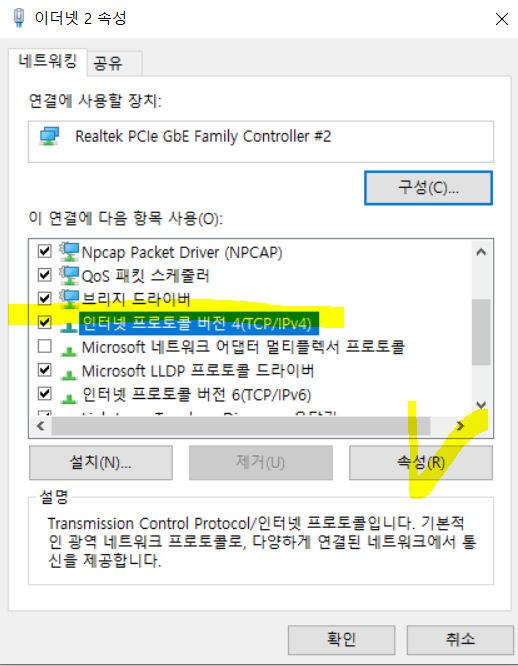 이더넷 2 속성
네트워킹
공유
연결에 사용할 장치:
Realtek PCIe GbE Family Controller #2
구성(C)...
이 연결에 다음 항목 사용(O):
Npcap Packet Driver (NPCAP)
QoS 패킷 스케줄러
브리지 드라이버
인터넷 프로토콜 버전 4(TCP/IPv4)
Microsoft 네트워크 어댑터 멀티플렉서 프로토콜
Microsoft LLDP 프로토콜 드라이버
인터넷 프로토콜 버전 6(TCP/IPv6)
설치(N)...
제거(U)
속성(R)
설명
Transmission Control Protocol/인터넷 프로토콜입니다. 기본적
인 광역 네트워크 프로토콜로, 다양하게 연결된 네트워크에서 통
신을 제공합니다.
확인
취소